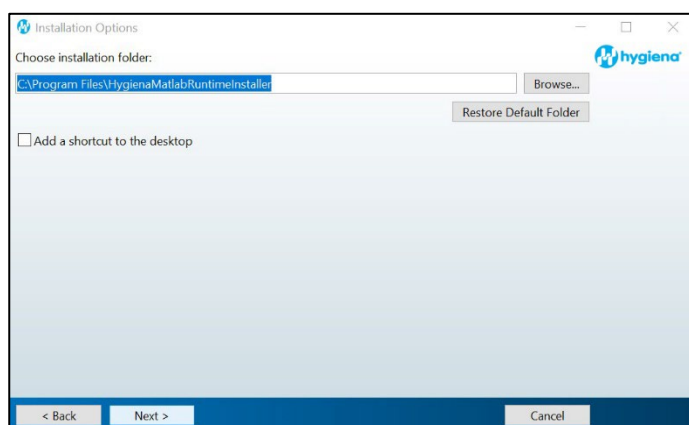 Installation Options
Choose installation folder:
hygiena
C:\Program Files\HygienaMatlabRuntimeInstaller
Browse...
Restore Default Folder
Add a shortcut to the desktop
< Back
Next >
Cancel